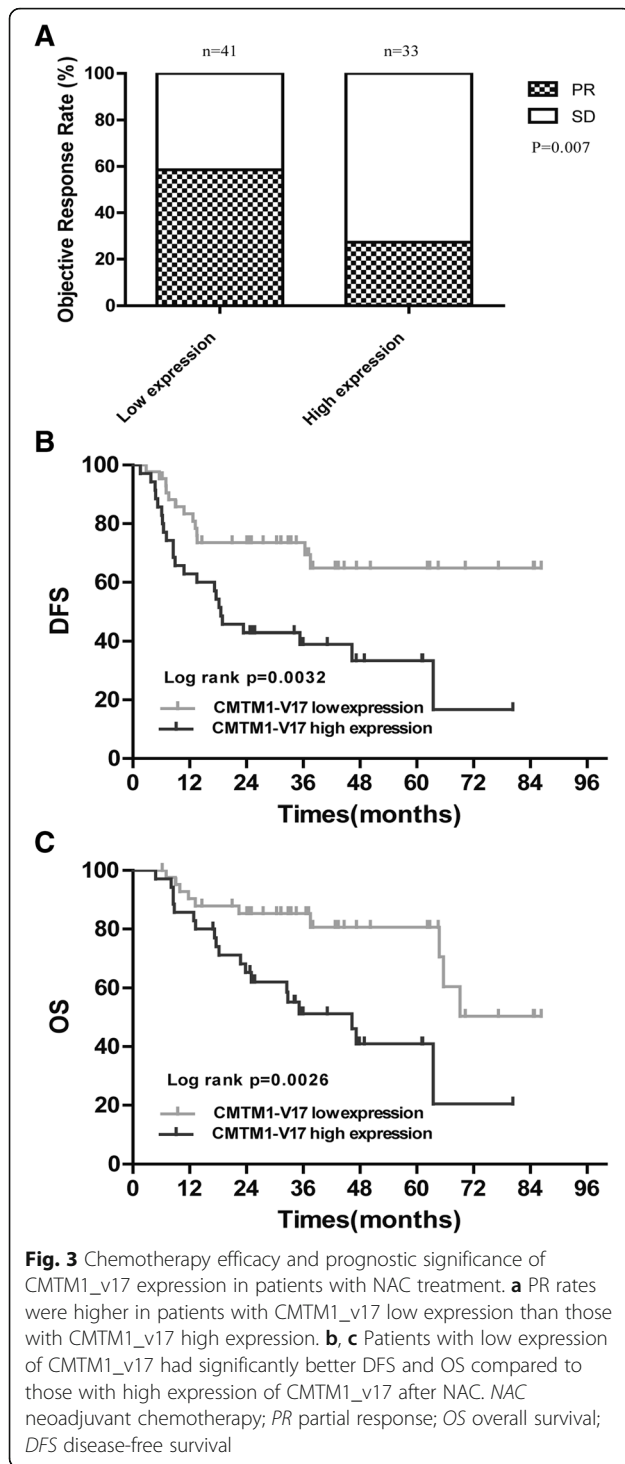 A
n=41 n=33
Objective Response Rate (%)
100
80
60
40
20
0
PR
SD
P=0.007
Low expression
High expression
B
100
80
60
40
20
0
DFS
Log rank p=0.0032
CMTM1-V17 lowexpression
CMTM1-V17 high expression
0 12 24 36 48 60 72 84 96
Times(months)
C
100
80
60
40
20
0
OS
Log rank p=0.0026
CMTM1-V17 lowexpression
CMTM1-V17 high expression
0 12 24 36 48 60 72 84 96
Times(months)
Fig. 3 Chemotherapy efficacy and prognostic significance of
CMTM1_v17 expression in patients with NAC treatment. a PR rates
were higher in patients with CMTM1_v17 low expression than those
with CMTM1_v17 high expression. b, c Patients with low expression
of CMTM1_v17 had significantly better DFS and OS compared to
those with high expression of CMTM1_v17 after NAC. NAC
neoadjuvant chemotherapy; PR partial response; OS overall survival;
DFS disease-free survival